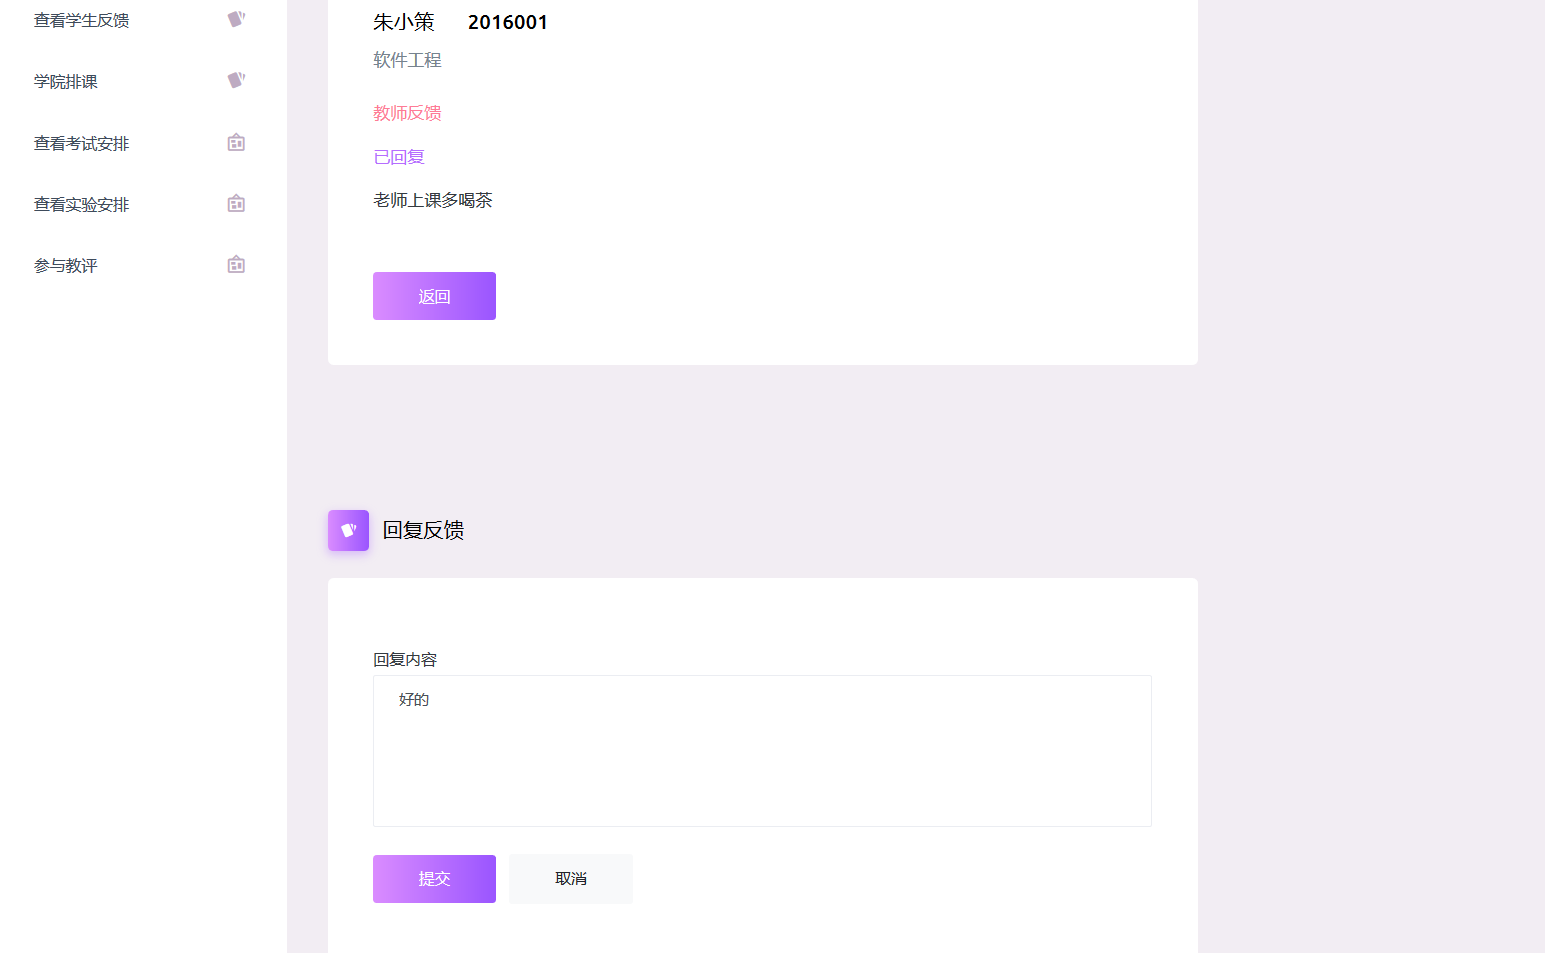 查看学生反馈
学院排课
查看考试安排
查看实验安排
参与教评
朱小策 2016001
软件工程
教师反馈
已回复
老师上课多喝茶
返回
回复反馈
回复内容
好的
提交 取消